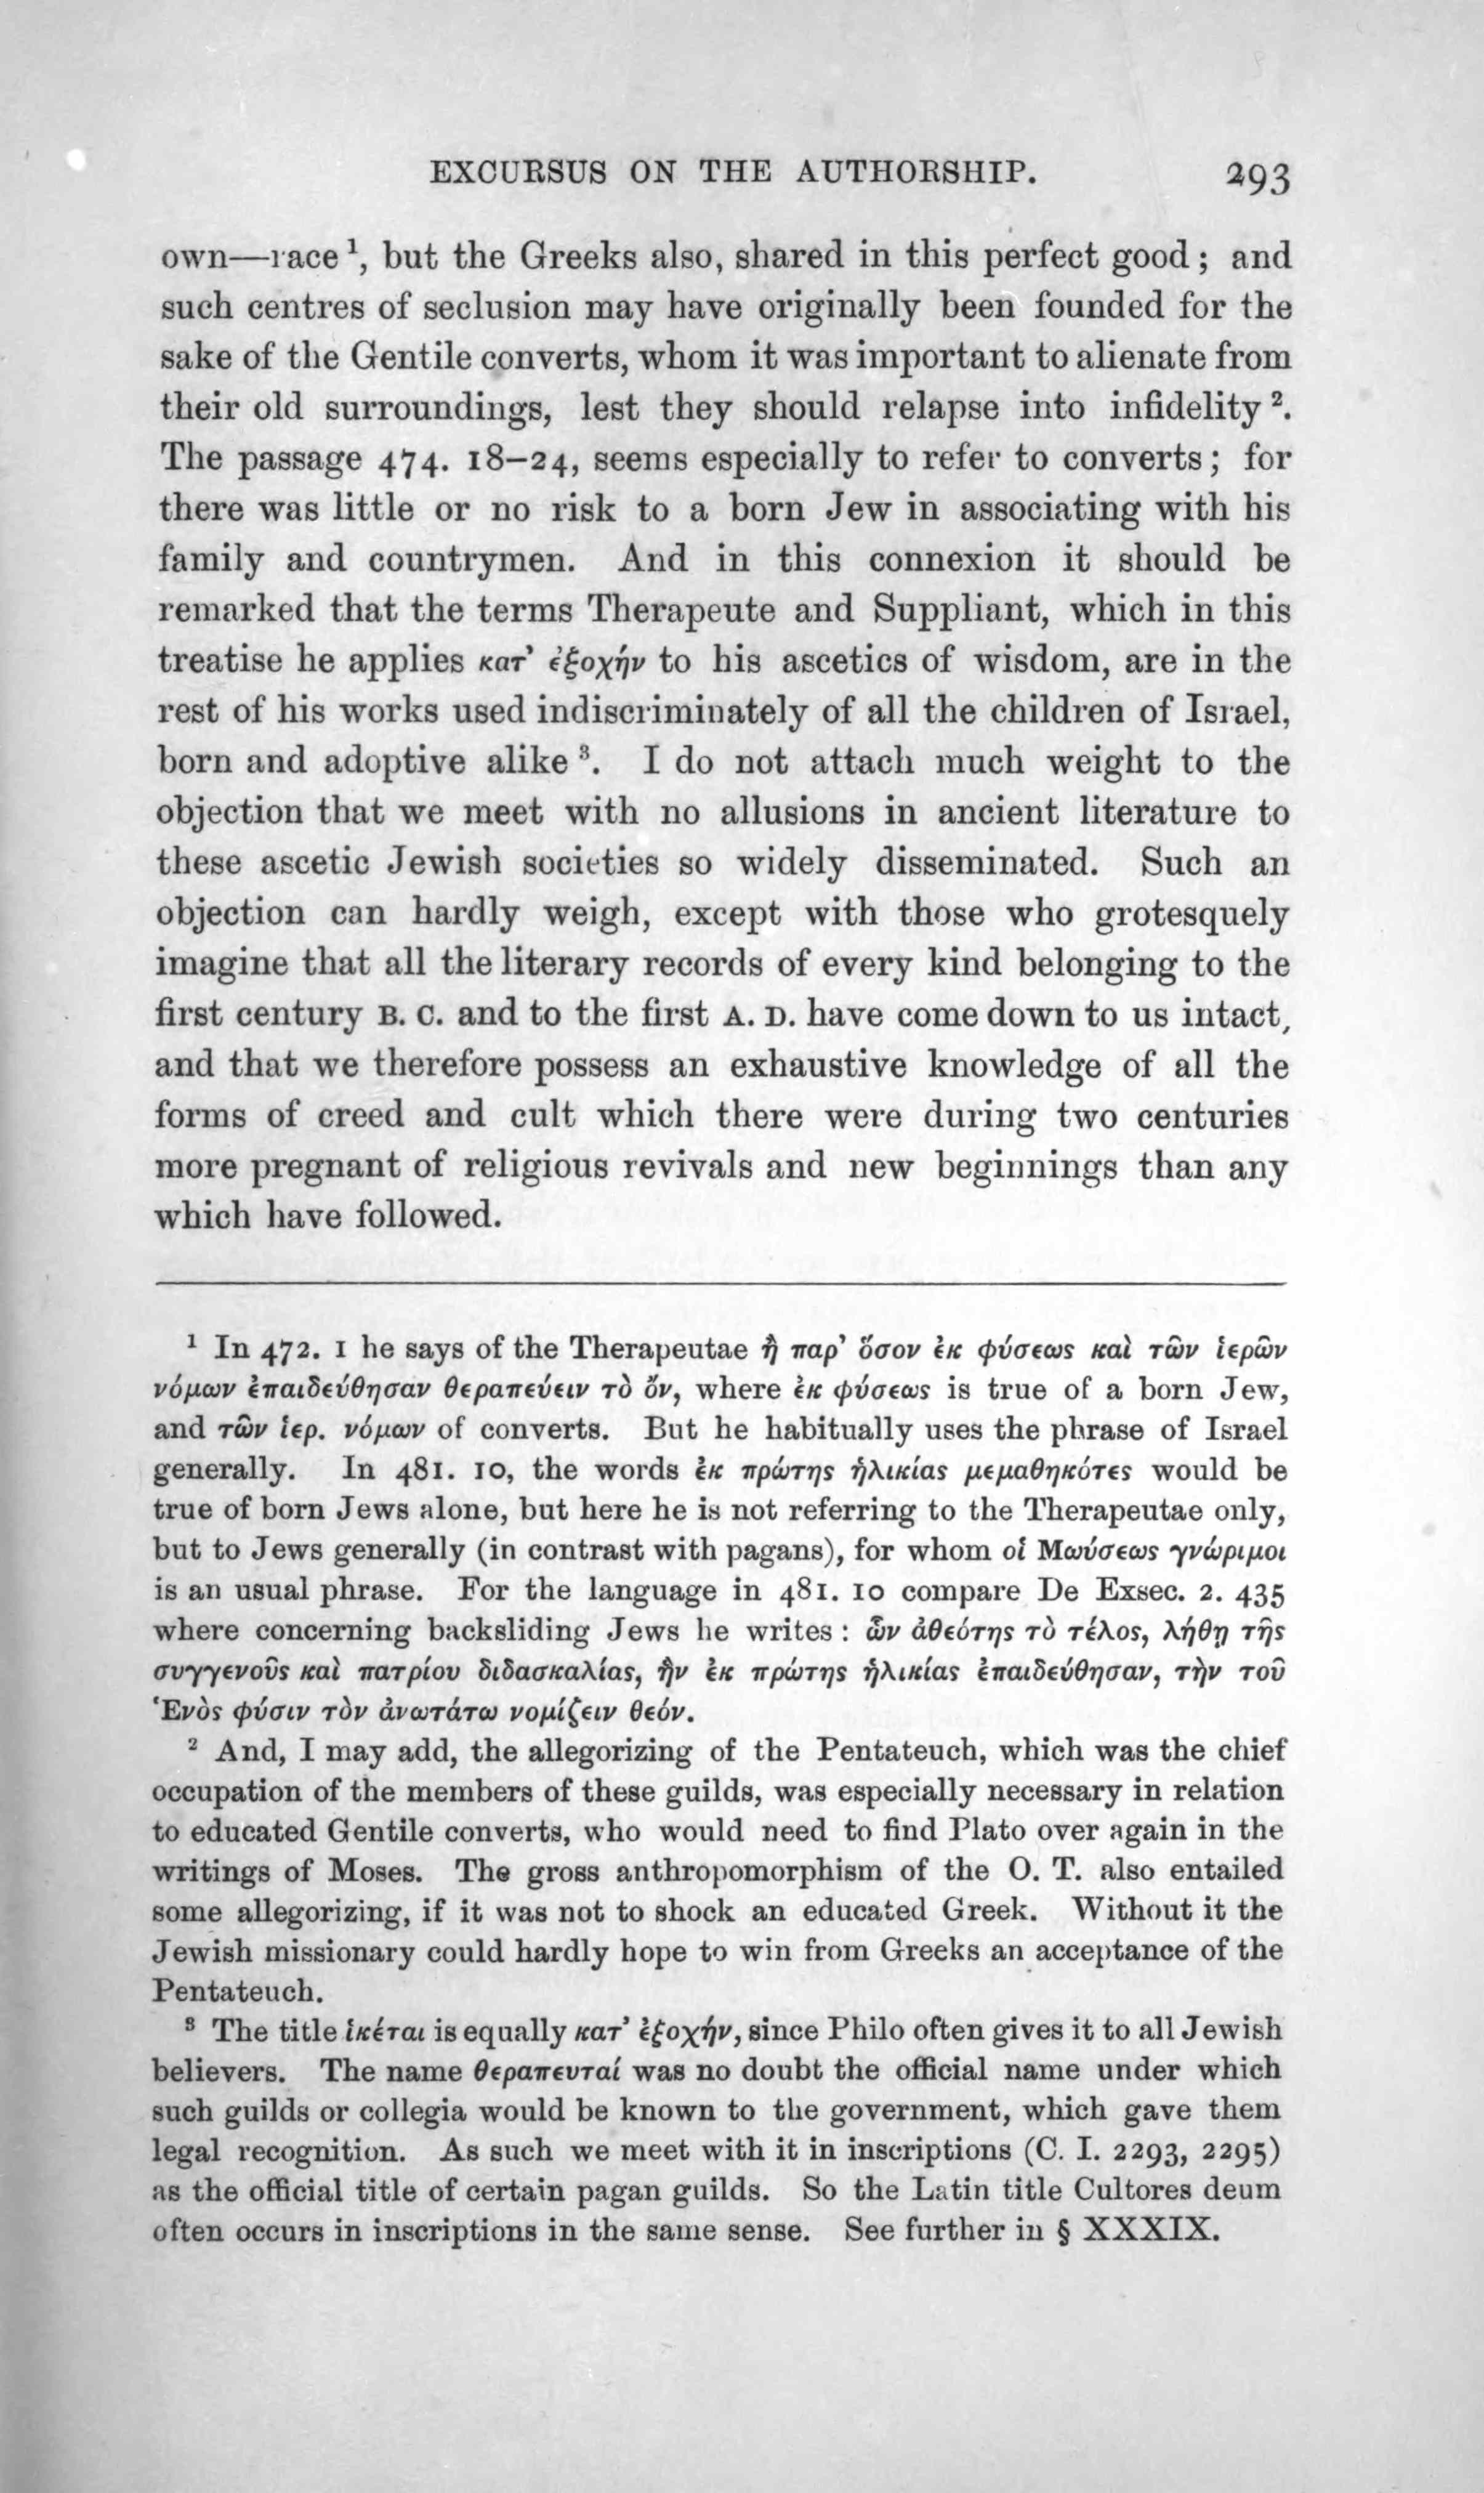 EXCURSUS ON THE AUTHORSHIP. 293
own—race ¹, but the Greeks also, shared in this perfect good; and
such centres of seclusion may have originally been founded for the
sake of the Gentile converts, whom it was important to alienate from
their old surroundings, lest they should relapse into infidelity ².
The passage 474. 18–24, seems especially to refer to converts; for
there was little or no risk to a born Jew in associating with his
family and countrymen. And in this connexion it should be
remarked that the terms Therapeute and Suppliant, which in this
treatise he applies κατ’ ἐξοχήν to his ascetics of wisdom, are in the
rest of his works used indiscriminately of all the children of Israel,
born and adoptive alike ³. I do not attach much weight to the
objection that we meet with no allusions in ancient literature to
these ascetic Jewish societies so widely disseminated. Such an
objection can hardly weigh, except with those who grotesquely
imagine that all the literary records of every kind belonging to the
first century B. C. and to the first A. D. have come down to us intact,
and that we therefore possess an exhaustive knowledge of all the
forms of creed and cult which there were during two centuries
more pregnant of religious revivals and new beginnings than any
which have followed.
¹ In 472. 1 he says of the Therapeutae ἢ παρ’ ὅσον ἐκ φύσεως καὶ τῶν ἱερῶν
νόμων ἐπαιδεύθησαν θεραπεύειν τὸ ὄν, where ἐκ φύσεως is true of a born Jew,
and τῶν ἱερ. νόμων of converts. But he habitually uses the phrase of Israel
generally. In 481. 10, the words ἐκ πρώτης ἡλικίας μεμαθηκότες would be
true of born Jews alone, but here he is not referring to the Therapeutae only,
but to Jews generally (in contrast with pagans), for whom οἱ Μωύσεως γνώριμοι
is an usual phrase. For the language in 481. 10 compare De Exsec. 2. 435
where concerning backsliding Jews he writes : ὧν ἀθεότης τὸ τέλος, λήθῃ τῆς
συγγενοῦς καὶ πατρίου διδασκαλίας, ἣν ἐκ πρώτης ἡλικίας ἐπαιδεύθησαν, τὴν τοῦ
Ἑνὸς φύσιν τὸν ἀνωτάτω νομίζειν θεόν.
² And, I may add, the allegorizing of the Pentateuch, which was the chief
occupation of the members of these guilds, was especially necessary in relation
to educated Gentile converts, who would need to find Plato over again in the
writings of Moses. The gross anthropomorphism of the O. T. also entailed
some allegorizing, if it was not to shock an educated Greek. Without it the
Jewish missionary could hardly hope to win from Greeks an acceptance of the
Pentateuch.
³ The title ἱκέται is equally κατ’ ἐξοχήν, since Philo often gives it to all Jewish
believers. The name θεραπευταί was no doubt the official name under which
such guilds or collegia would be known to the government, which gave them
legal recognition. As such we meet with it in inscriptions (C. I. 2293, 2295)
as the official title of certain pagan guilds. So the Latin title Cultores deum
often occurs in inscriptions in the same sense. See further in § XXXIX.